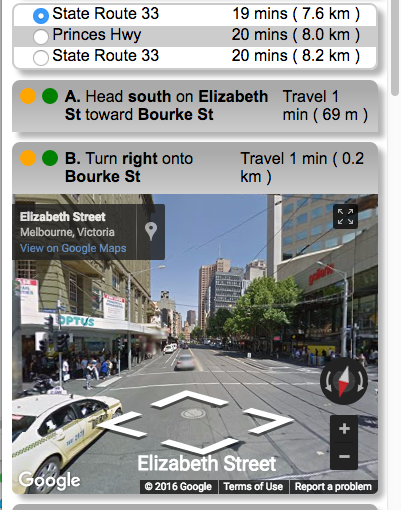 State Route 33 19 mins ( 7.6 km )
Princes Hwy 20 mins ( 8.0 km )
State Route 33 20 mins ( 8.2 km )
A. Head south on Elizabeth Travel 1
St toward Bourke St min ( 69 m )
B. Turn right onto Travel 1 min ( 0.2
Bourke St km )
Elizabeth Street
Melbourne, Victoria
View on Google Maps
OPTUS
Elizabeth Street
Google
© 2016 Google Terms of Use Report a problem